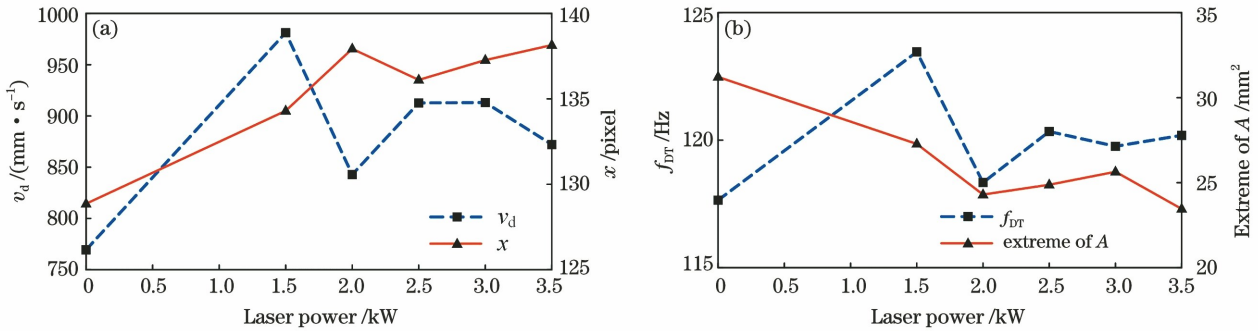 (a)
1000
950
900
850
800
750
v_d /(mm • s⁻¹)
140
135
130
125
x /pixel
v_d
x
0 0.5 1.0 1.5 2.0 2.5 3.0 3.5
Laser power /kW
(b)
125
120
115
f_DT /Hz
35
30
25
20
Extreme of A /mm²
f_DT
extreme of A
0 0.5 1.0 1.5 2.0 2.5 3.0 3.5
Laser power /kW